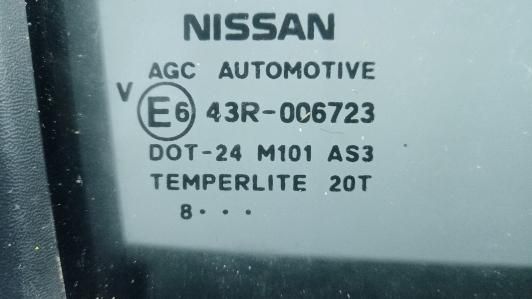 NISSAN
AGC AUTOMOTIVE
V E6 43R-006723
DOT-24 M101 AS3
TEMPERLITE 20T
8•••